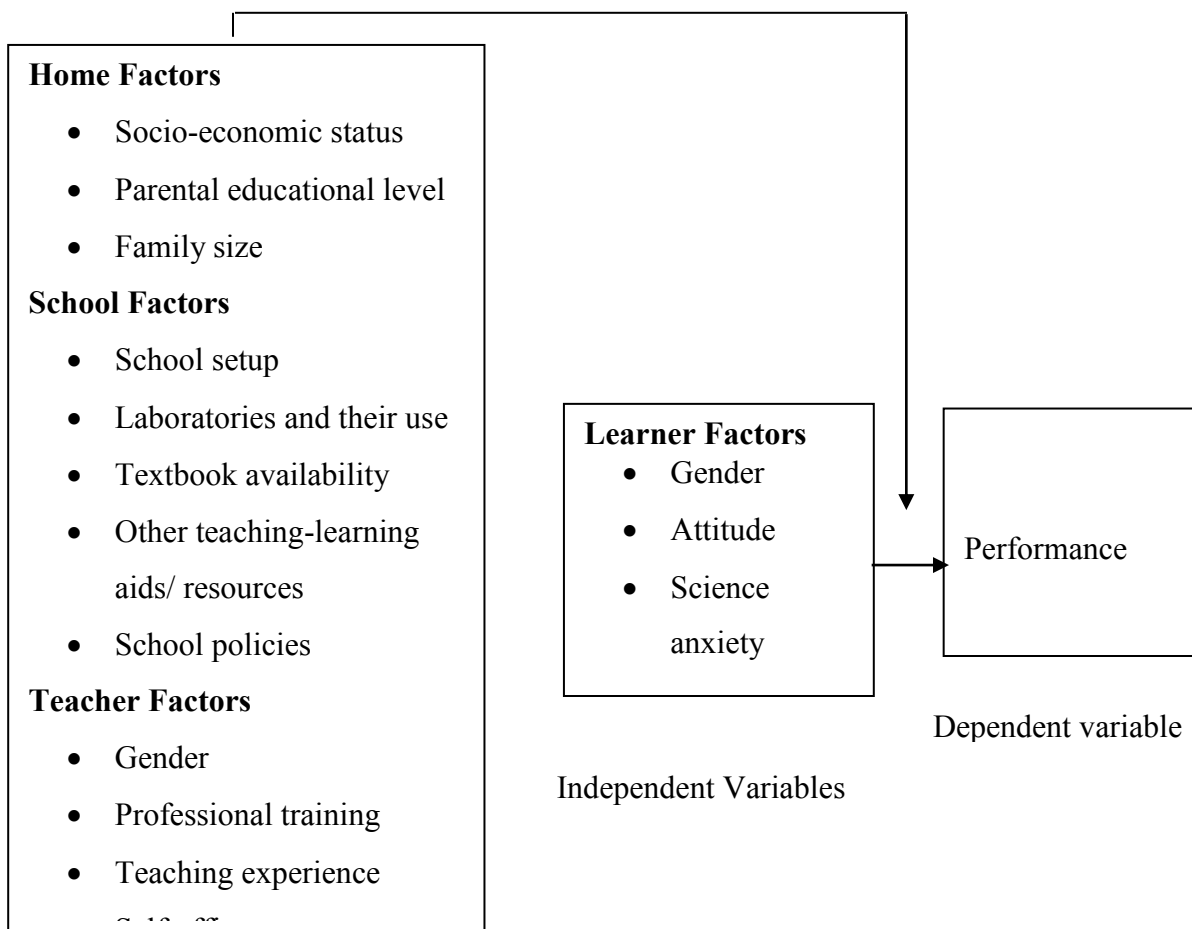 Home Factors
• Socio-economic status
• Parental educational level
• Family size
School Factors
• School setup
• Laboratories and their use
• Textbook availability
• Other teaching-learning
aids/ resources
• School policies
Teacher Factors
• Gender
• Professional training
• Teaching experience
Learner Factors
• Gender
• Attitude
• Science
anxiety
Independent Variables
Performance
Dependent variable